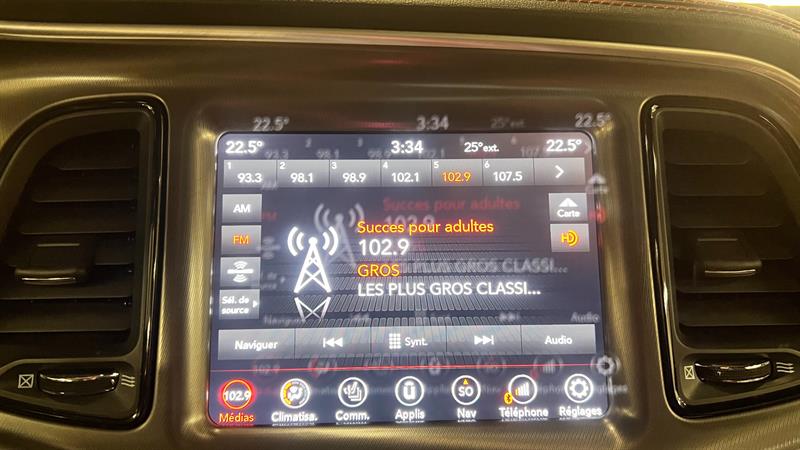 22.5° 3:34 25°ext. 22.5°
1 2 3 4 5 6
93.3 98.1 98.9 102.1 102.9 107.5
AM
Carte
FM
HD
Succes pour adultes
102.9
GROS
LES PLUS GROS CLASSI...
Sél. de source
Naviguer Synt. Audio
102.9 SO
Médias Climatisa. Comm. Applis Nav Téléphone Réglages